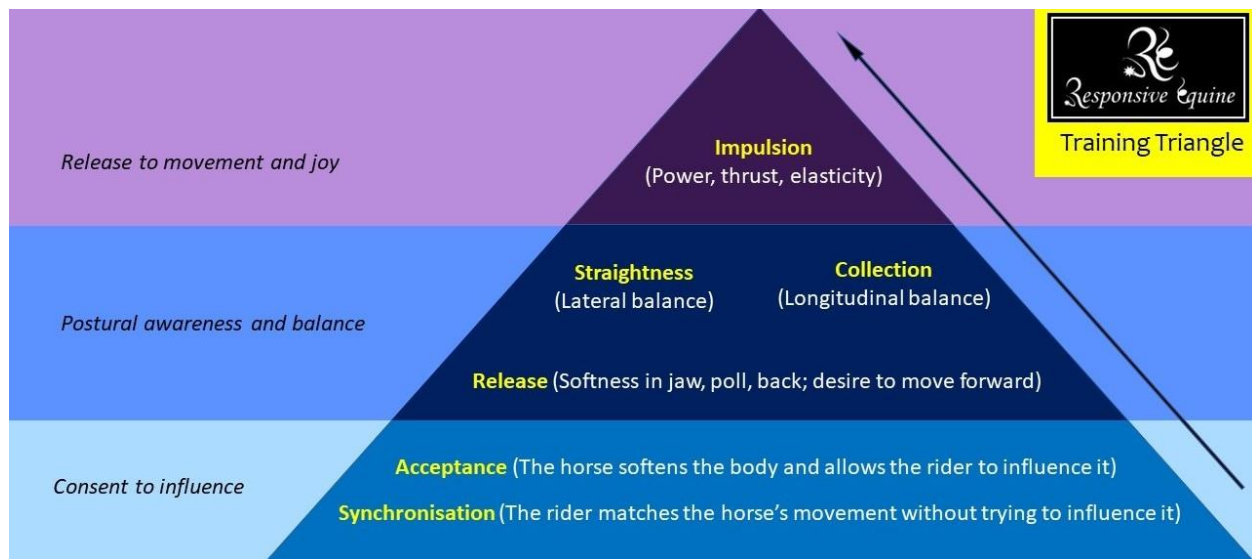 Responsive Equine
Training Triangle
Release to movement and joy
Impulsion
(Power, thrust, elasticity)
Postural awareness and balance
Straightness
(Lateral balance)
Collection
(Longitudinal balance)
Release (Softness in jaw, poll, back; desire to move forward)
Consent to influence
Acceptance (The horse softens the body and allows the rider to influence it)
Synchronisation (The rider matches the horse’s movement without trying to influence it)